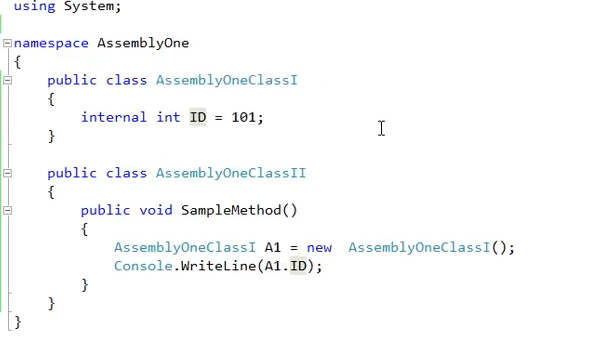 using System;
namespace AssemblyOne
{
public class AssemblyOneClassI
{
internal int ID = 101;
}
public class AssemblyOneClassII
{
public void SampleMethod()
{
AssemblyOneClassI A1 = new  AssemblyOneClassI();
Console.WriteLine(A1.ID);
}
}
}